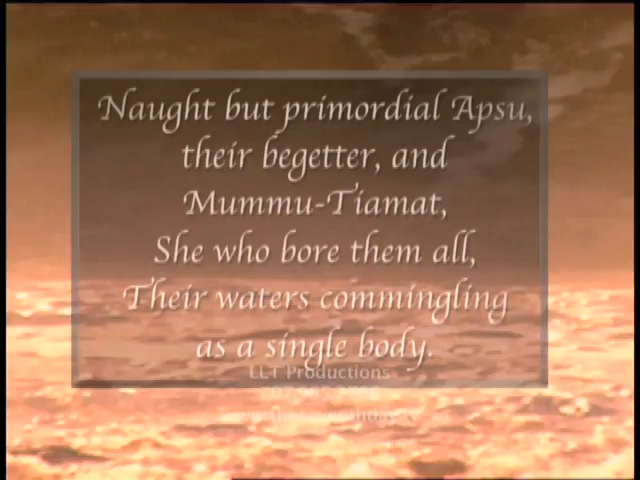 Naught but primordial Apsu,
their begetter, and
Mummu-Tiamat,
She who bore them all,
Their waters commingling
as a single body.
LLT Productions